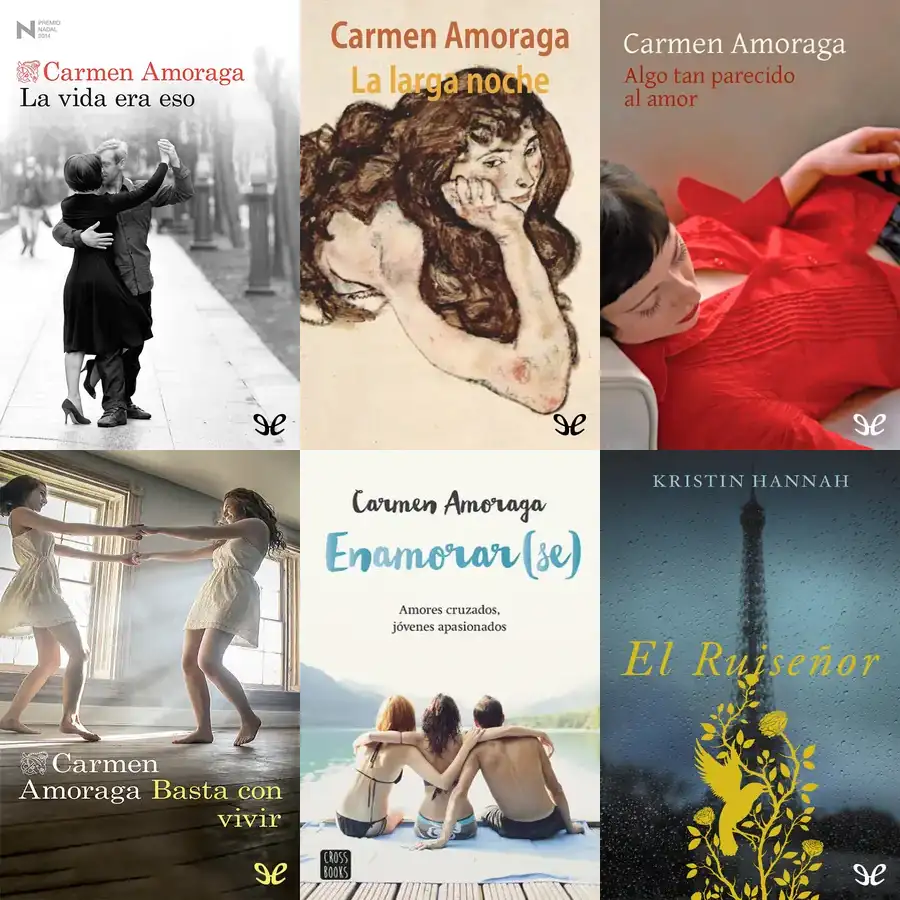 N PREMIO
NADAL
2014
Carmen Amoraga
La vida era eso
Carmen Amoraga
La larga noche
Carmen Amoraga
Algo tan parecido
al amor
Carmen
Amoraga Basta con
vivir
Carmen Amoraga
Enamorar(se)
Amores cruzados,
jóvenes apasionados
CROSS
BOOKS
KRISTIN HANNAH
El Ruiseñor